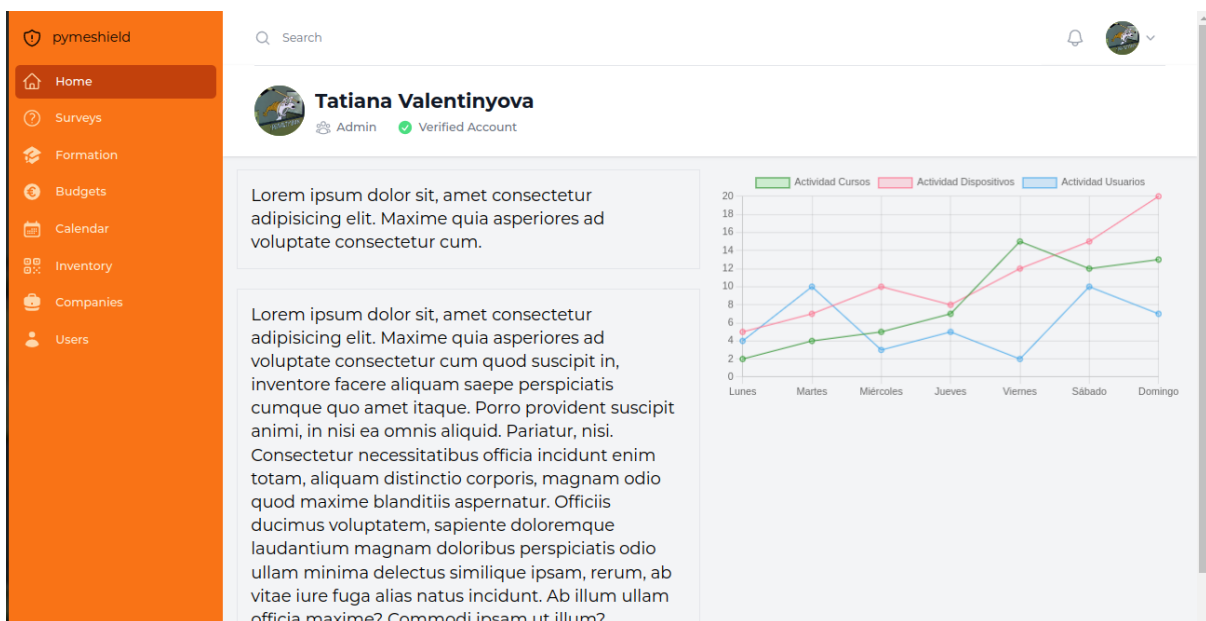 pymeshield
Search
Home
Surveys
Formation
Budgets
Calendar
Inventory
Companies
Users
Tatiana Valentinyova
Admin
Verified Account
Lorem ipsum dolor sit, amet consectetur
adipisicing elit. Maxime quia asperiores ad
voluptate consectetur cum.
Lorem ipsum dolor sit, amet consectetur
adipisicing elit. Maxime quia asperiores ad
voluptate consectetur cum quod suscipit in,
inventore facere aliquam saepe perspiciatis
cumque quo amet itaque. Porro provident suscipit
animi, in nisi ea omnis aliquid. Pariatur, nisi.
Consectetur necessitatibus officia incidunt enim
totam, aliquam distinctio corporis, magnam odio
quod maxime blanditiis aspernatur. Officiis
ducimus voluptatem, sapiente doloremque
laudantium magnam doloribus perspiciatis odio
ullam minima delectus similique ipsam, rerum, ab
vitae iure fuga alias natus incidunt. Ab illum ullam
officia maxime? Commodi ipsam ut illum?
Actividad Cursos Actividad Dispositivos Actividad Usuarios
20
18
16
14
12
10
8
6
4
2
0
Lunes Martes Miércoles Jueves Viernes Sábado Domingo